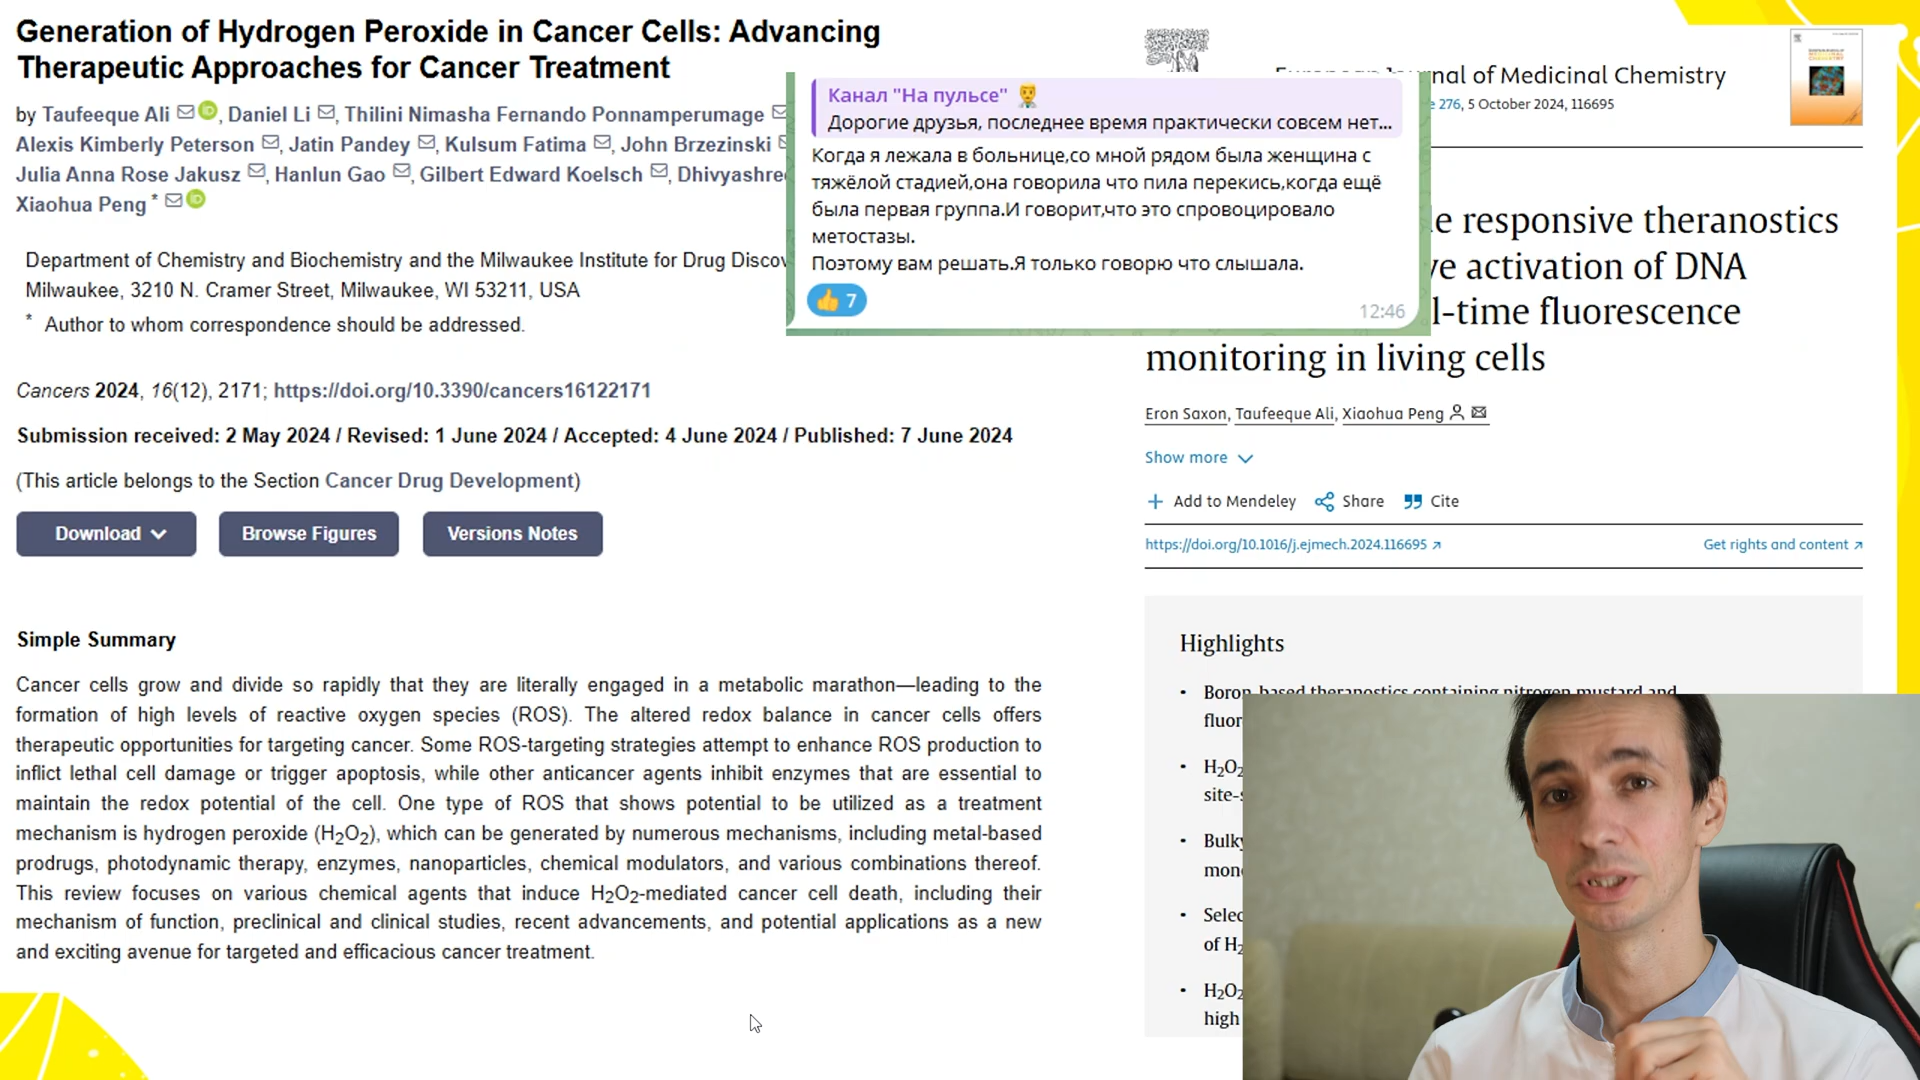 Generation of Hydrogen Peroxide in Cancer Cells: Advancing
Therapeutic Approaches for Cancer Treatment
by Taufeeque Ali , Daniel Li , Thilini Nimasha Fernando Ponnamperumage
Alexis Kimberly Peterson , Jatin Pandey , Kulsum Fatima , John Brzezinski
Julia Anna Rose Jakusz , Hanlun Gao , Gilbert Edward Koelsch , Dhivyashre
Xiaohua Peng *
Department of Chemistry and Biochemistry and the Milwaukee Institute for Drug Discov
Milwaukee, 3210 N. Cramer Street, Milwaukee, WI 53211, USA
* Author to whom correspondence should be addressed.
Cancers 2024, 16(12), 2171; https://doi.org/10.3390/cancers16122171
Submission received: 2 May 2024 / Revised: 1 June 2024 / Accepted: 4 June 2024 / Published: 7 June 2024
(This article belongs to the Section Cancer Drug Development)
Download
Browse Figures
Versions Notes
Simple Summary
Cancer cells grow and divide so rapidly that they are literally engaged in a metabolic marathon—leading to the
formation of high levels of reactive oxygen species (ROS). The altered redox balance in cancer cells offers
therapeutic opportunities for targeting cancer. Some ROS-targeting strategies attempt to enhance ROS production to
inflict lethal cell damage or trigger apoptosis, while other anticancer agents inhibit enzymes that are essential to
maintain the redox potential of the cell. One type of ROS that shows potential to be utilized as a treatment
mechanism is hydrogen peroxide (H₂O₂), which can be generated by numerous mechanisms, including metal-based
prodrugs, photodynamic therapy, enzymes, nanoparticles, chemical modulators, and various combinations thereof.
This review focuses on various chemical agents that induce H₂O₂-mediated cancer cell death, including their
mechanism of function, preclinical and clinical studies, recent advancements, and potential applications as a new
and exciting avenue for targeted and efficacious cancer treatment.
Канал "На пульсе"
Дорогие друзья, последнее время практически совсем нет...
Когда я лежала в больнице,со мной рядом была женщина с
тяжёлой стадией,она говорила что пила перекись,когда ещё
была первая группа.И говорит,что это спровоцировало
метостазы.
Поэтому вам решать.Я только говорю что слышала.
👍 7
12:46
European Journal of Medicinal Chemistry
e 276, 5 October 2024, 116695
e responsive theranostics
ve activation of DNA
l-time fluorescence
monitoring in living cells
Eron Saxon, Taufeeque Ali, Xiaohua Peng
Show more
Add to Mendeley Share Cite
https://doi.org/10.1016/j.ejmech.2024.116695
Get rights and content
Highlights
• Boron-based theranostics containing nitrogen mustard and
fluor
• H₂O₂
site-s
• Bulky
mon
• Selec
of H₂
• H₂O₂
high